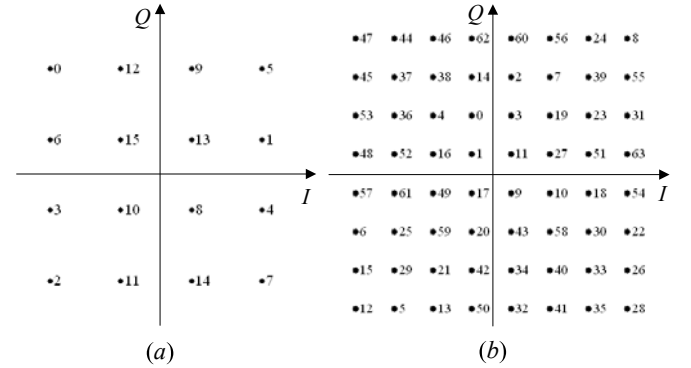 Q Q
47 44 46 62 60 56 24 8
0 12 9 5
45 37 38 14 2 7 39 55
53 36 4 0 3 19 23 31
6 15 13 1
48 52 16 1 11 27 51 63
I I
57 61 49 17 9 10 18 54
3 10 8 4
6 25 59 20 43 58 30 22
15 29 21 42 34 40 33 26
2 11 14 7
12 5 13 50 32 41 35 28
(a) (b)